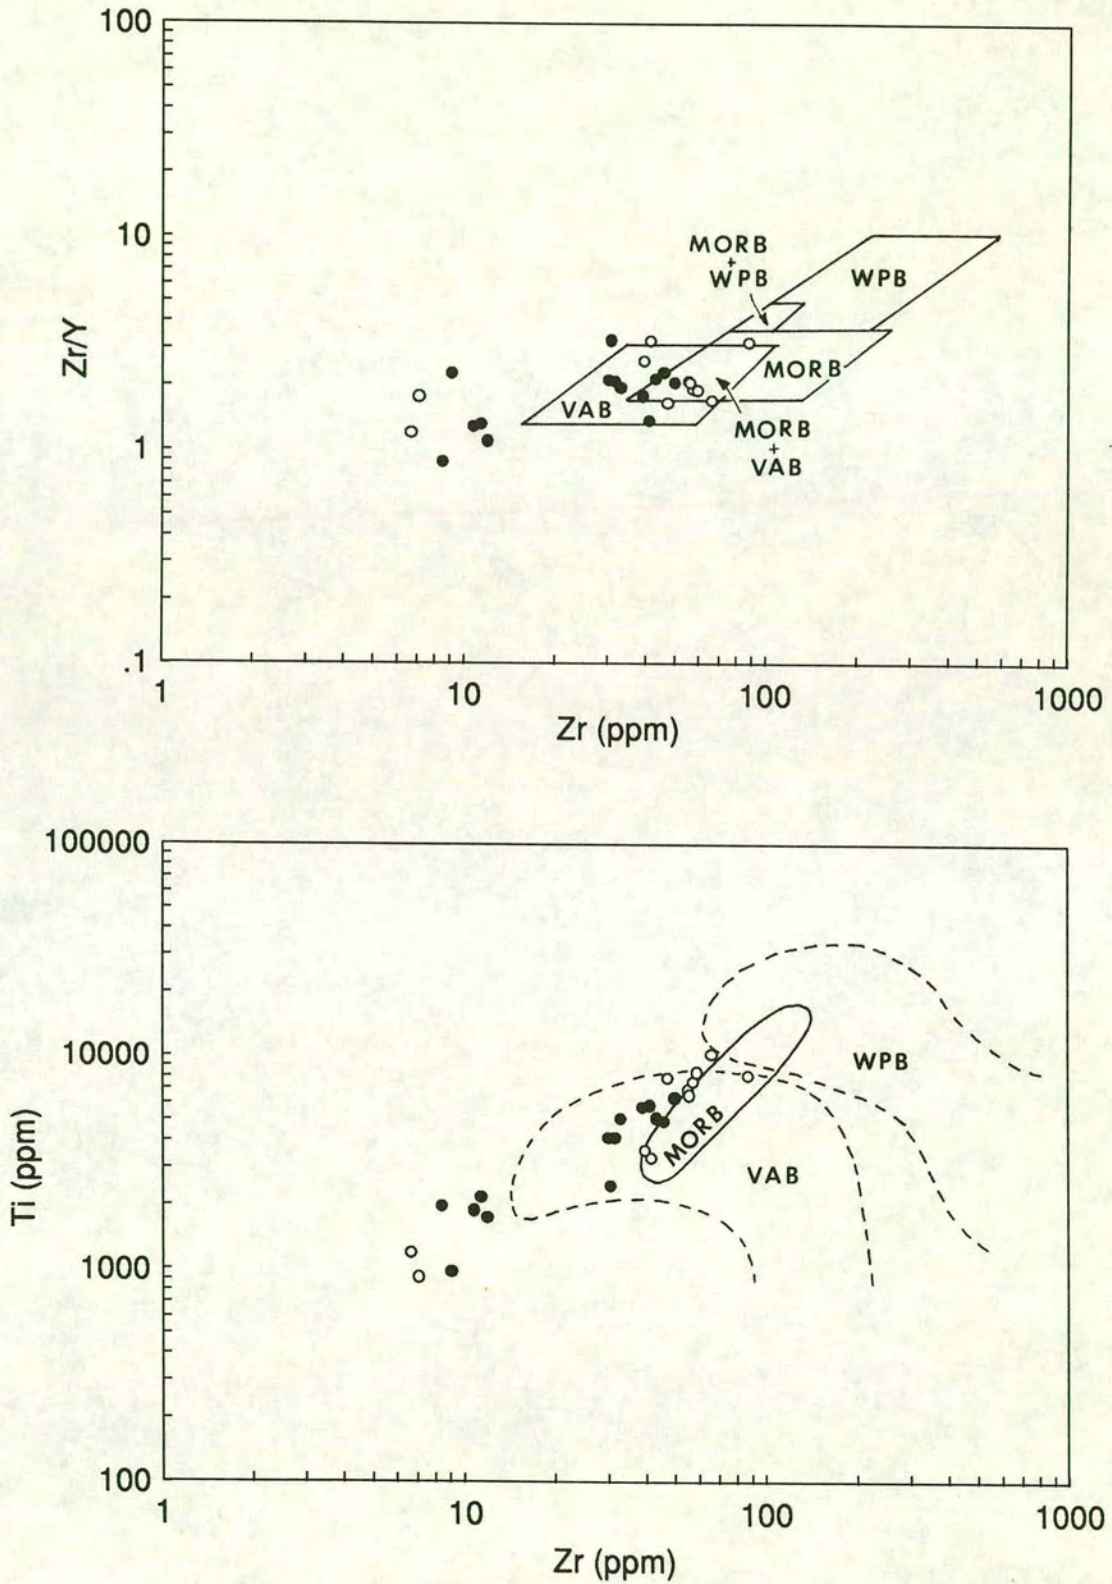 100
10
1
.1
Zr/Y
MORB
+
WPB
WPB
MORB
VAB
MORB
+
VAB
1
10
100
1000
Zr (ppm)
100000
10000
1000
100
Ti (ppm)
WPB
MORB
VAB
1
10
100
1000
Zr (ppm)